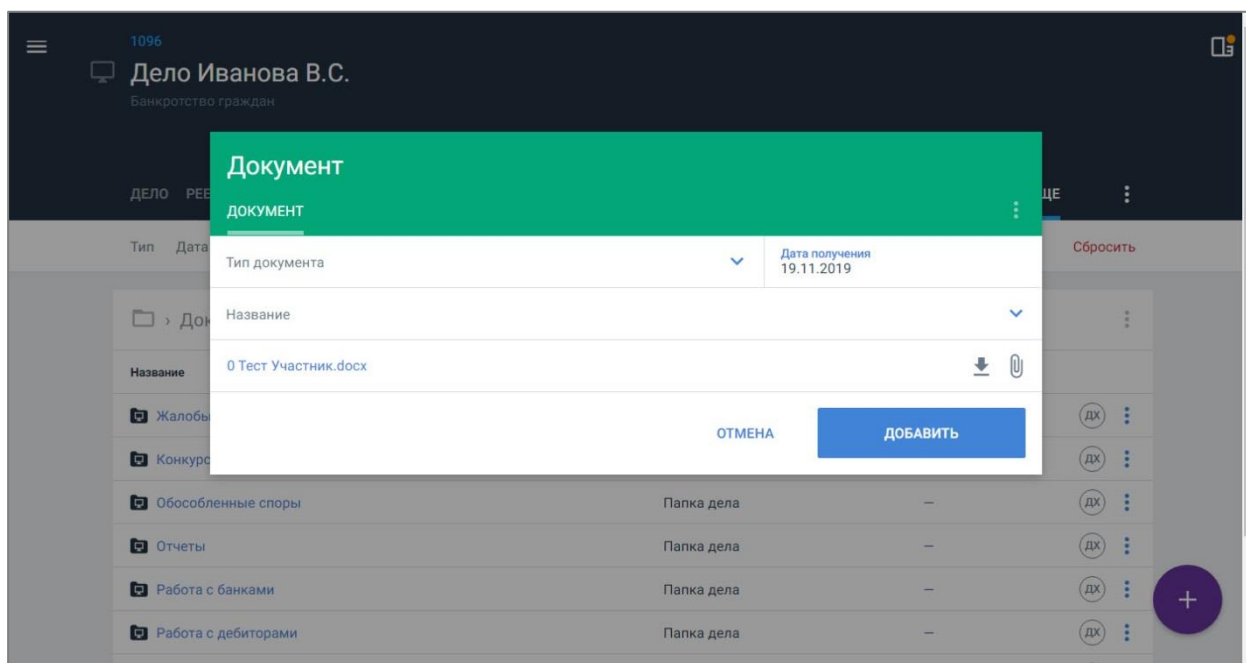 1096
Дело Иванова В.С.
Банкротство граждан
ДЕЛО
Документ
ДОКУМЕНТ
Тип Дата
Сбросить
Тип документа
Дата получения
19.11.2019
Название
0 Тест Участник.docx
ОТМЕНА ДОБАВИТЬ
Название
Жалобы ДХ
ДХ
Обособленные споры Папка дела – ДХ
Отчеты Папка дела – ДХ
Работа с банками Папка дела – ДХ
Работа с дебиторами Папка дела – ДХ